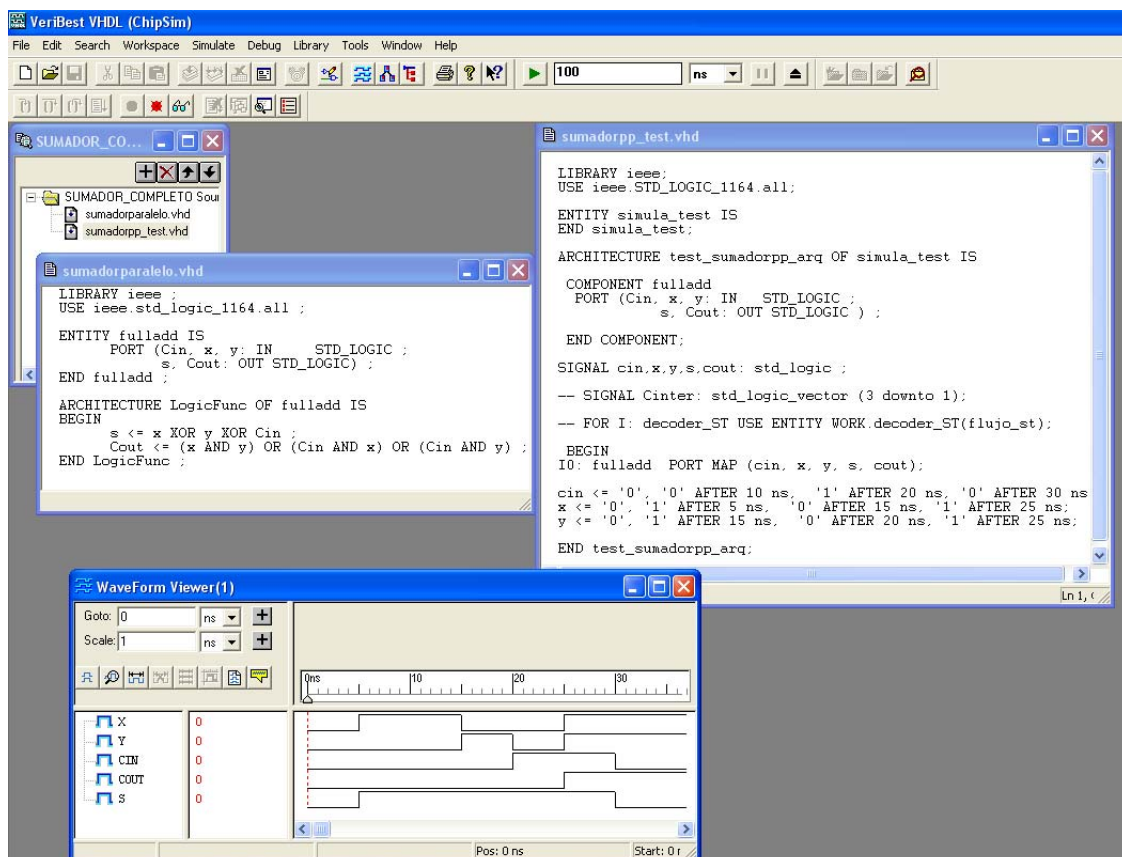 VeriBest VHDL (ChipSim)
File Edit Search Workspace Simulate Debug Library Tools Window Help
100 ns
SUMADOR_CO...
SUMADOR_COMPLETO Sour
sumadorparalelo.vhd
sumadorpp_test.vhd
sumadorparalelo.vhd
LIBRARY ieee ;
USE ieee.std_logic_1164.all ;
ENTITY fulladd IS
PORT (Cin, x, y: IN STD_LOGIC ;
s, Cout: OUT STD_LOGIC) ;
END fulladd ;
ARCHITECTURE LogicFunc OF fulladd IS
BEGIN
s <= x XOR y XOR Cin ;
Cout <= (x AND y) OR (Cin AND x) OR (Cin AND y) ;
END LogicFunc ;
sumadorpp_test.vhd
LIBRARY ieee;
USE ieee.STD_LOGIC_1164.all;
ENTITY simula_test IS
END simula_test;
ARCHITECTURE test_sumadorpp_arq OF simula_test IS
COMPONENT fulladd
PORT (Cin, x, y: IN STD_LOGIC ;
s, Cout: OUT STD_LOGIC ) ;
END COMPONENT;
SIGNAL cin,x,y,s,cout: std_logic ;
-- SIGNAL Cinter: std_logic_vector (3 downto 1);
-- FOR I: decoder_ST USE ENTITY WORK.decoder_ST(flujo_st);
BEGIN
I0: fulladd PORT MAP (cin, x, y, s, cout);
cin <= '0', '0' AFTER 10 ns, '1' AFTER 20 ns, '0' AFTER 30 ns
x <= '0', '1' AFTER 5 ns, '0' AFTER 15 ns, '1' AFTER 25 ns;
y <= '0', '1' AFTER 15 ns, '0' AFTER 20 ns, '1' AFTER 25 ns;
END test_sumadorpp_arq;
Ln 1,
WaveForm Viewer(1)
Goto: 0 ns
Scale: 1 ns
0ns 10 20 30
X 0
Y 0
CIN 0
COUT 0
S 0
Pos: 0 ns Start: 0